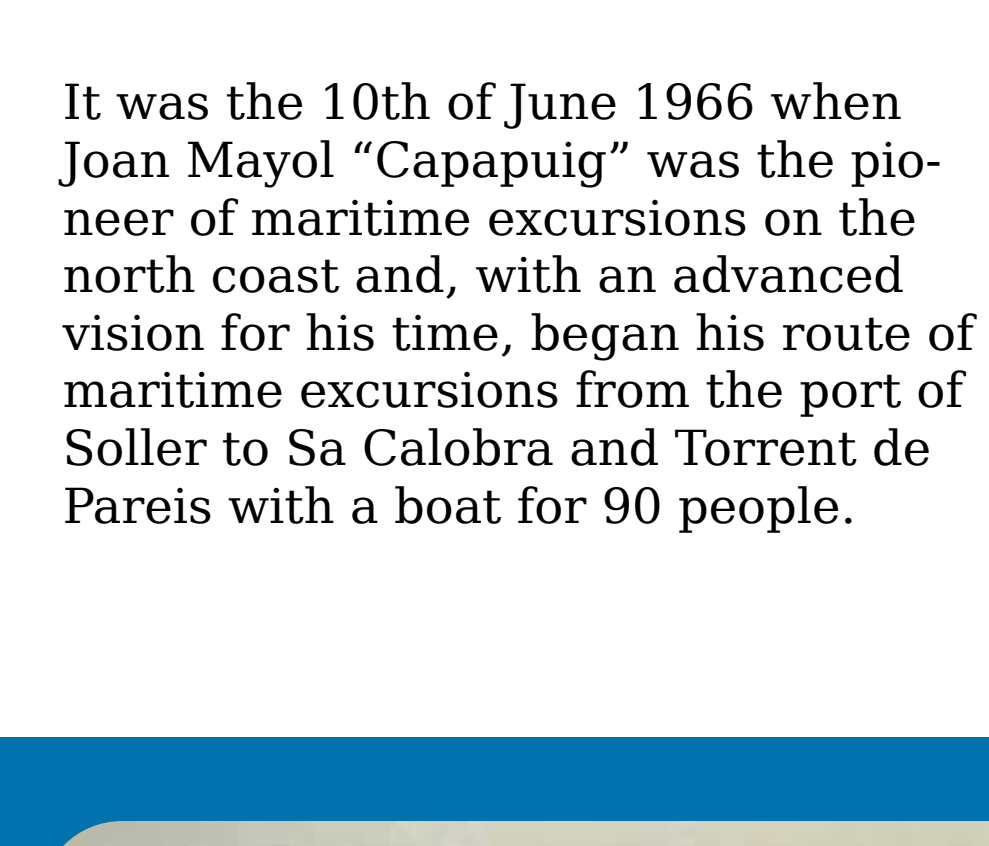 It was the 10th of June 1966 when
Joan Mayol “Capapuig” was the pio-
neer of maritime excursions on the
north coast and, with an advanced
vision for his time, began his route of
maritime excursions from the port of
Soller to Sa Calobra and Torrent de
Pareis with a boat for 90 people.